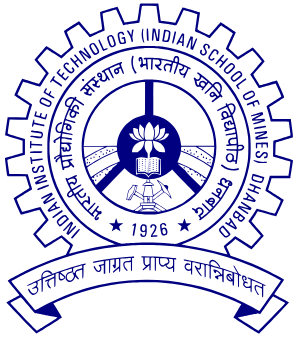 INDIAN INSTITUTE OF TECHNOLOGY (INDIAN SCHOOL OF MINES) DHANBAD
भारतीय प्रौद्योगिकी संस्थान (भारतीय खनि विद्यापीठ) धनबाद
★ 1926 ★
उत्तिष्ठत जाग्रत प्राप्य वरान्निबोधत